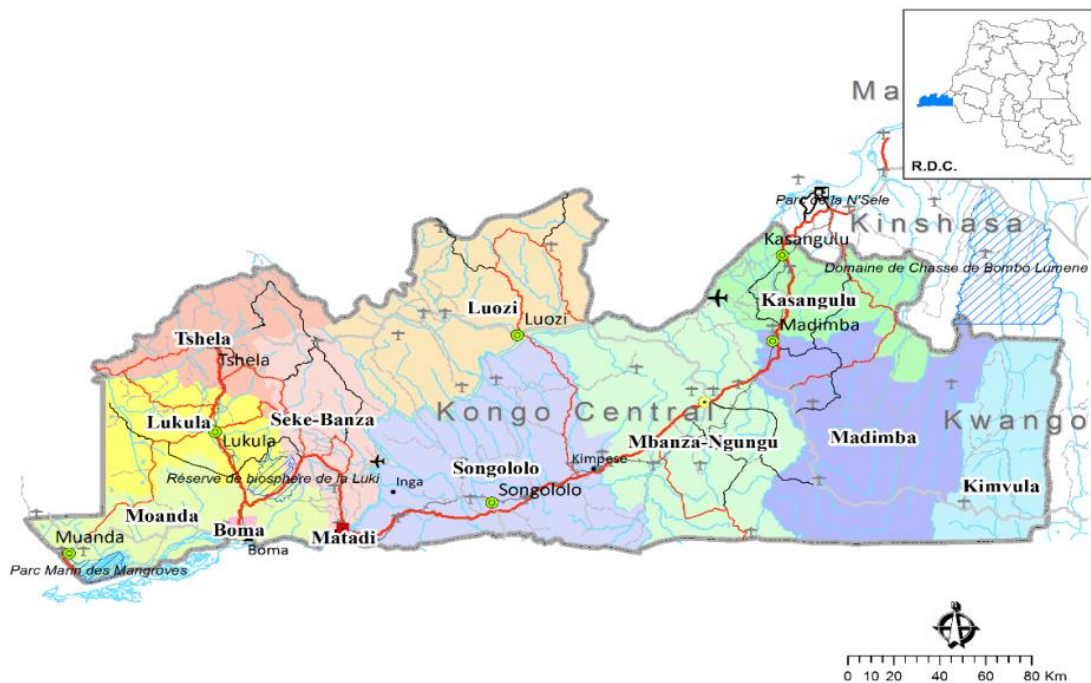 Ma
R.D.C.
Parc de la N'Sele
Kinshasa
Kasangulu
Domaine de Chasse de Bombo Lumene
Kasangulu
Luozi
Luozi
Madimba
Tshela
Tshela
Kongo Central
Kwango
Lukula
Lukula
Seke-Banza
Mbanza-Ngungu
Madimba
Kimpese
Songololo
Songololo
Réserve de biosphère de la Luki
Inga
Kimvula
Moanda
Muanda
Boma
Boma
Matadi
Parc Marin des Mangroves
0 10 20 40 60 80 Km